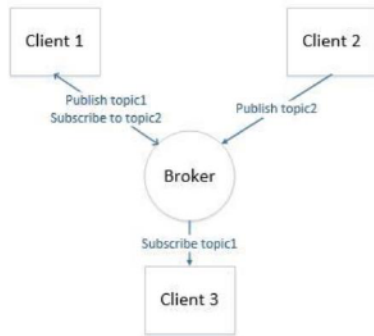 Client 1
Client 2
Publish topic1
Subscribe to topic2
Publish topic2
Broker
Subscribe topic1
Client 3